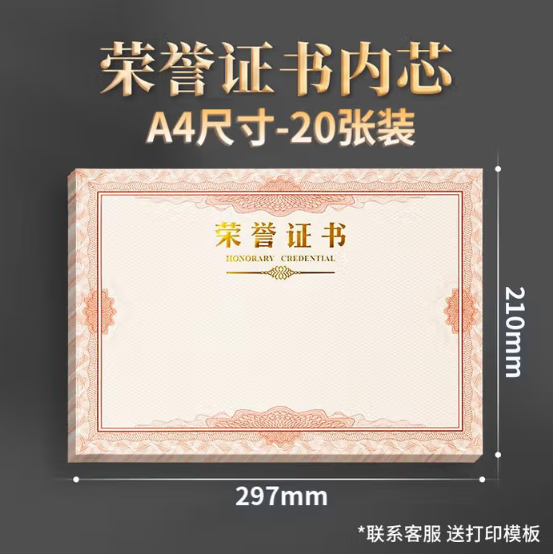 荣誉证书内芯
A4尺寸-20张装
荣誉证书
HONORARY CREDENTIAL
210mm
297mm
*联系客服 送打印模板